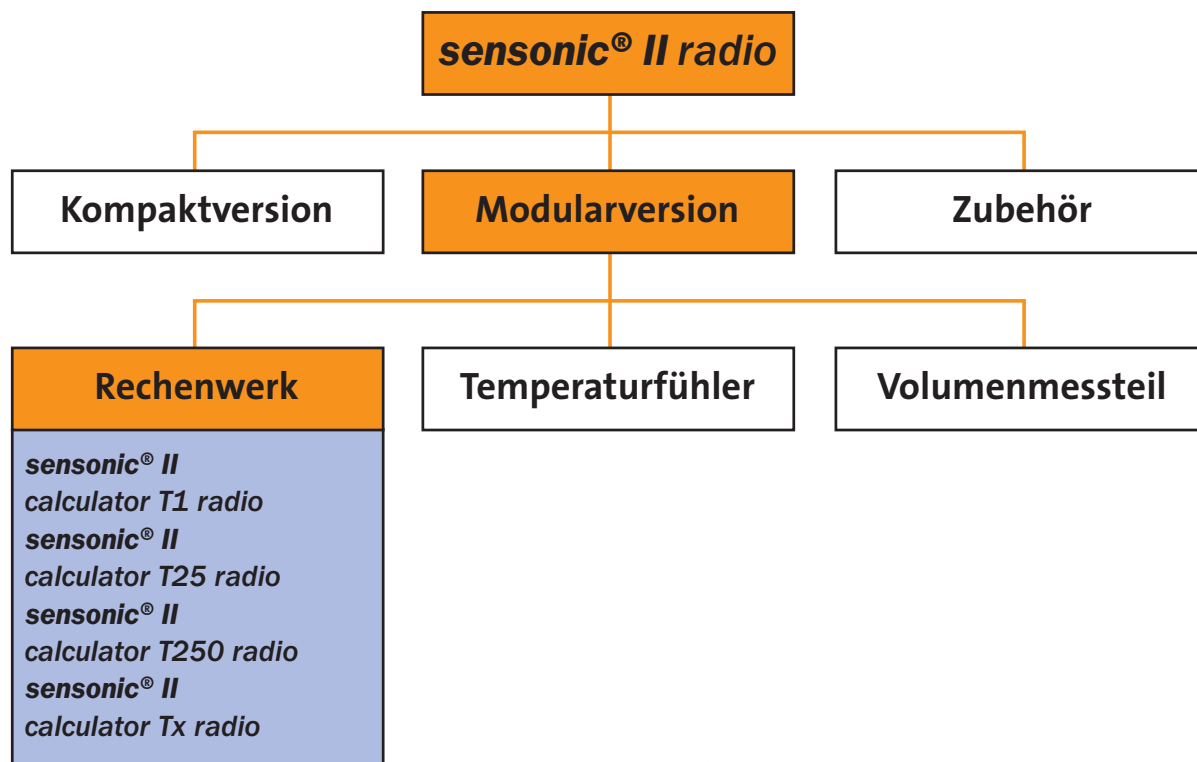 sensonic® II radio
Kompaktversion
Modularversion
Zubehör
Rechenwerk
Temperaturfühler
Volumenmessteil
sensonic® II
calculator T1 radio
sensonic® II
calculator T25 radio
sensonic® II
calculator T250 radio
sensonic® II
calculator Tx radio